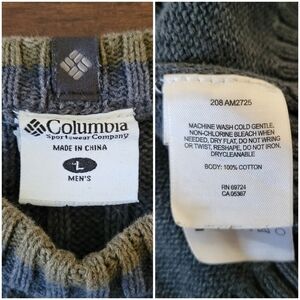 Columbia
Sportswear Company
MADE IN CHINA
L
MEN'S
208 AM2725
MACHINE WASH COLD GENTLE,
NON-CHLORINE BLEACH WHEN
NEEDED, DRY FLAT, DO NOT WRING
OR TWIST, RESHAPE, DO NOT IRON,
DRYCLEANABLE
BODY: 100% COTTON
RN 69724
CA 05367